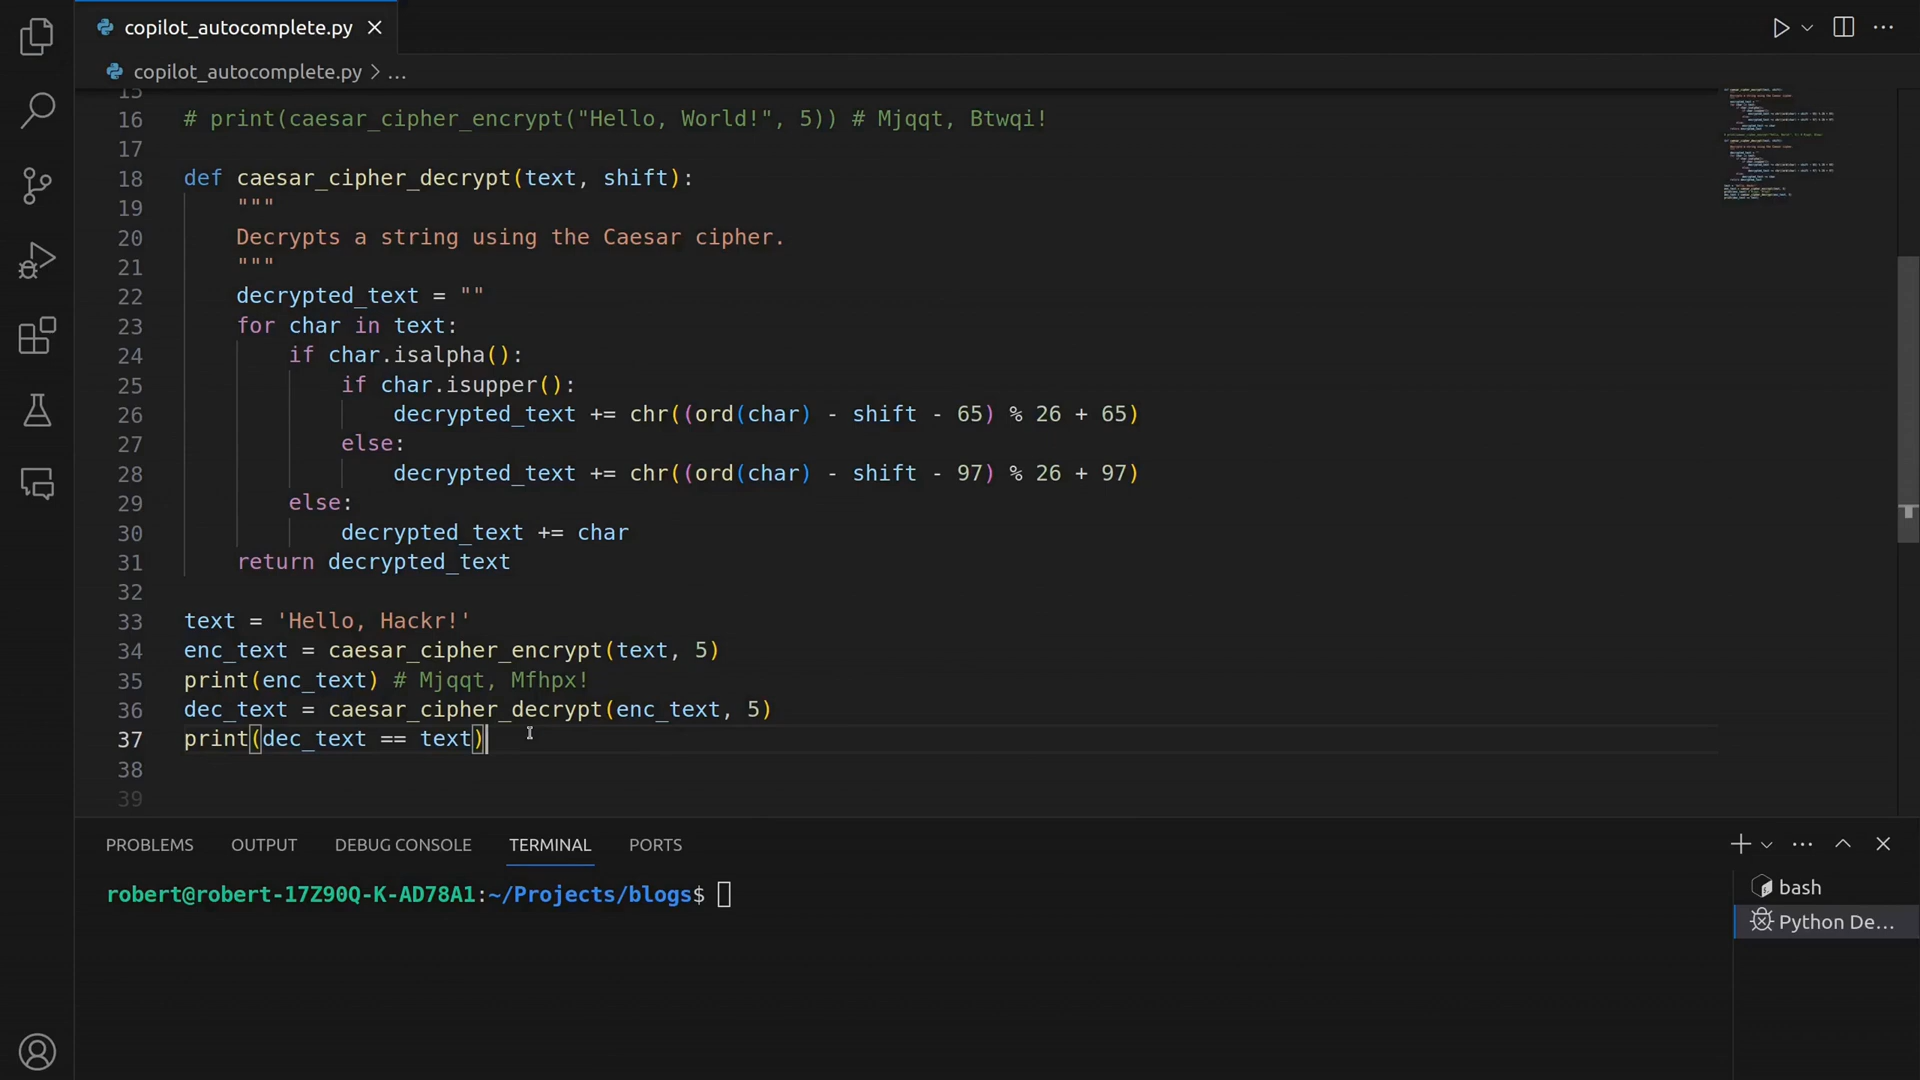 copilot_autocomplete.py
copilot_autocomplete.py > ...
15
16 # print(caesar_cipher_encrypt("Hello, World!", 5)) # Mjqqt, Btwqi!
17
18 def caesar_cipher_decrypt(text, shift):
19 """
20 Decrypts a string using the Caesar cipher.
21 """
22 decrypted_text = ""
23 for char in text:
24 if char.isalpha():
25 if char.isupper():
26 decrypted_text += chr((ord(char) - shift - 65) % 26 + 65)
27 else:
28 decrypted_text += chr((ord(char) - shift - 97) % 26 + 97)
29 else:
30 decrypted_text += char
31 return decrypted_text
32
33 text = 'Hello, Hackr!'
34 enc_text = caesar_cipher_encrypt(text, 5)
35 print(enc_text) # Mjqqt, Mfhpx!
36 dec_text = caesar_cipher_decrypt(enc_text, 5)
37 print(dec_text == text)
38
39
PROBLEMS OUTPUT DEBUG CONSOLE TERMINAL PORTS
robert@robert-17Z90Q-K-AD78A1:~/Projects/blogs$
bash
Python De...